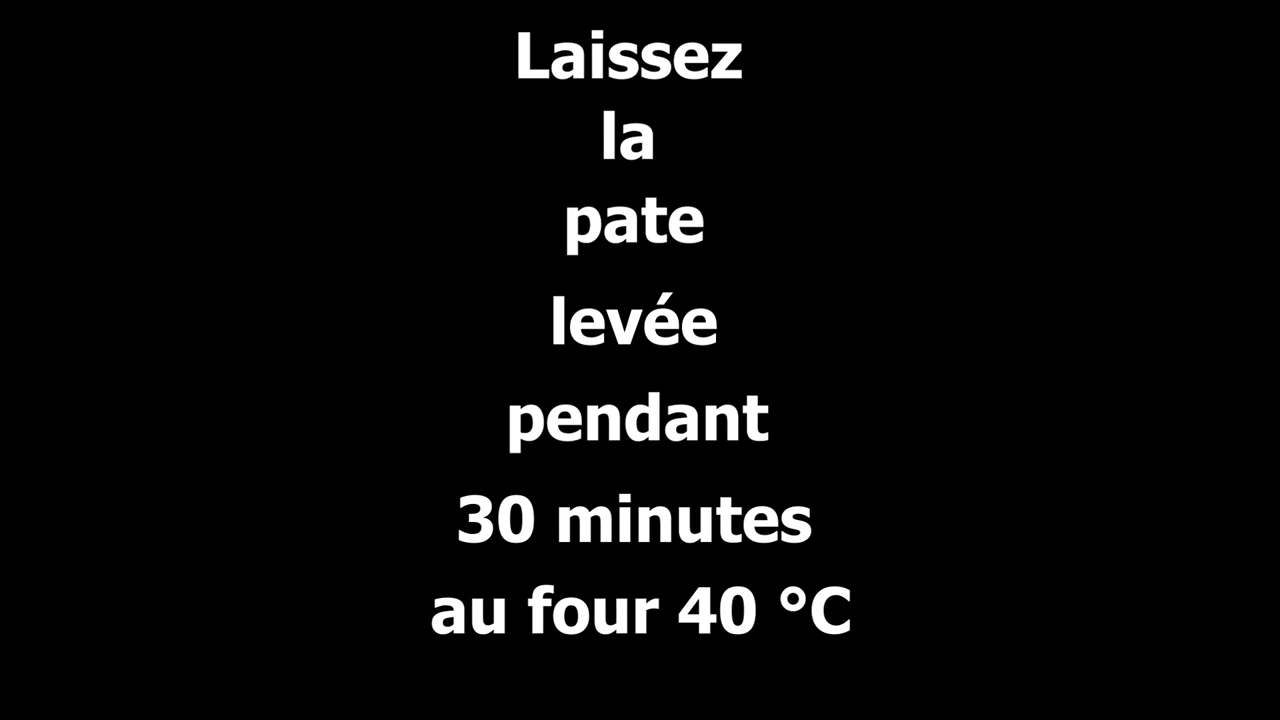 Laissez
la
pate
levée
pendant
30 minutes
au four 40 °C